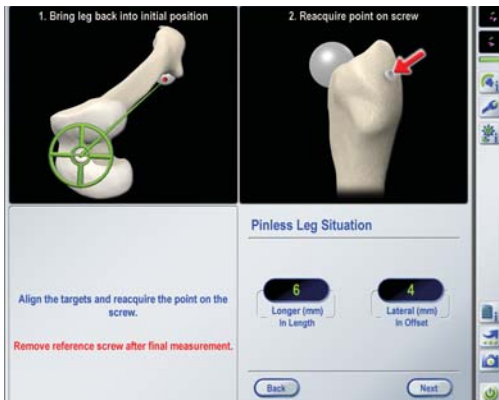 1. Bring leg back into initial position
2. Reacquire point on screw
Align the targets and reacquire the point on the
screw.
Remove reference screw after final measurement.
Pinless Leg Situation
6
Longer (mm)
In Length
4
Lateral (mm)
In Offset
Back
Next